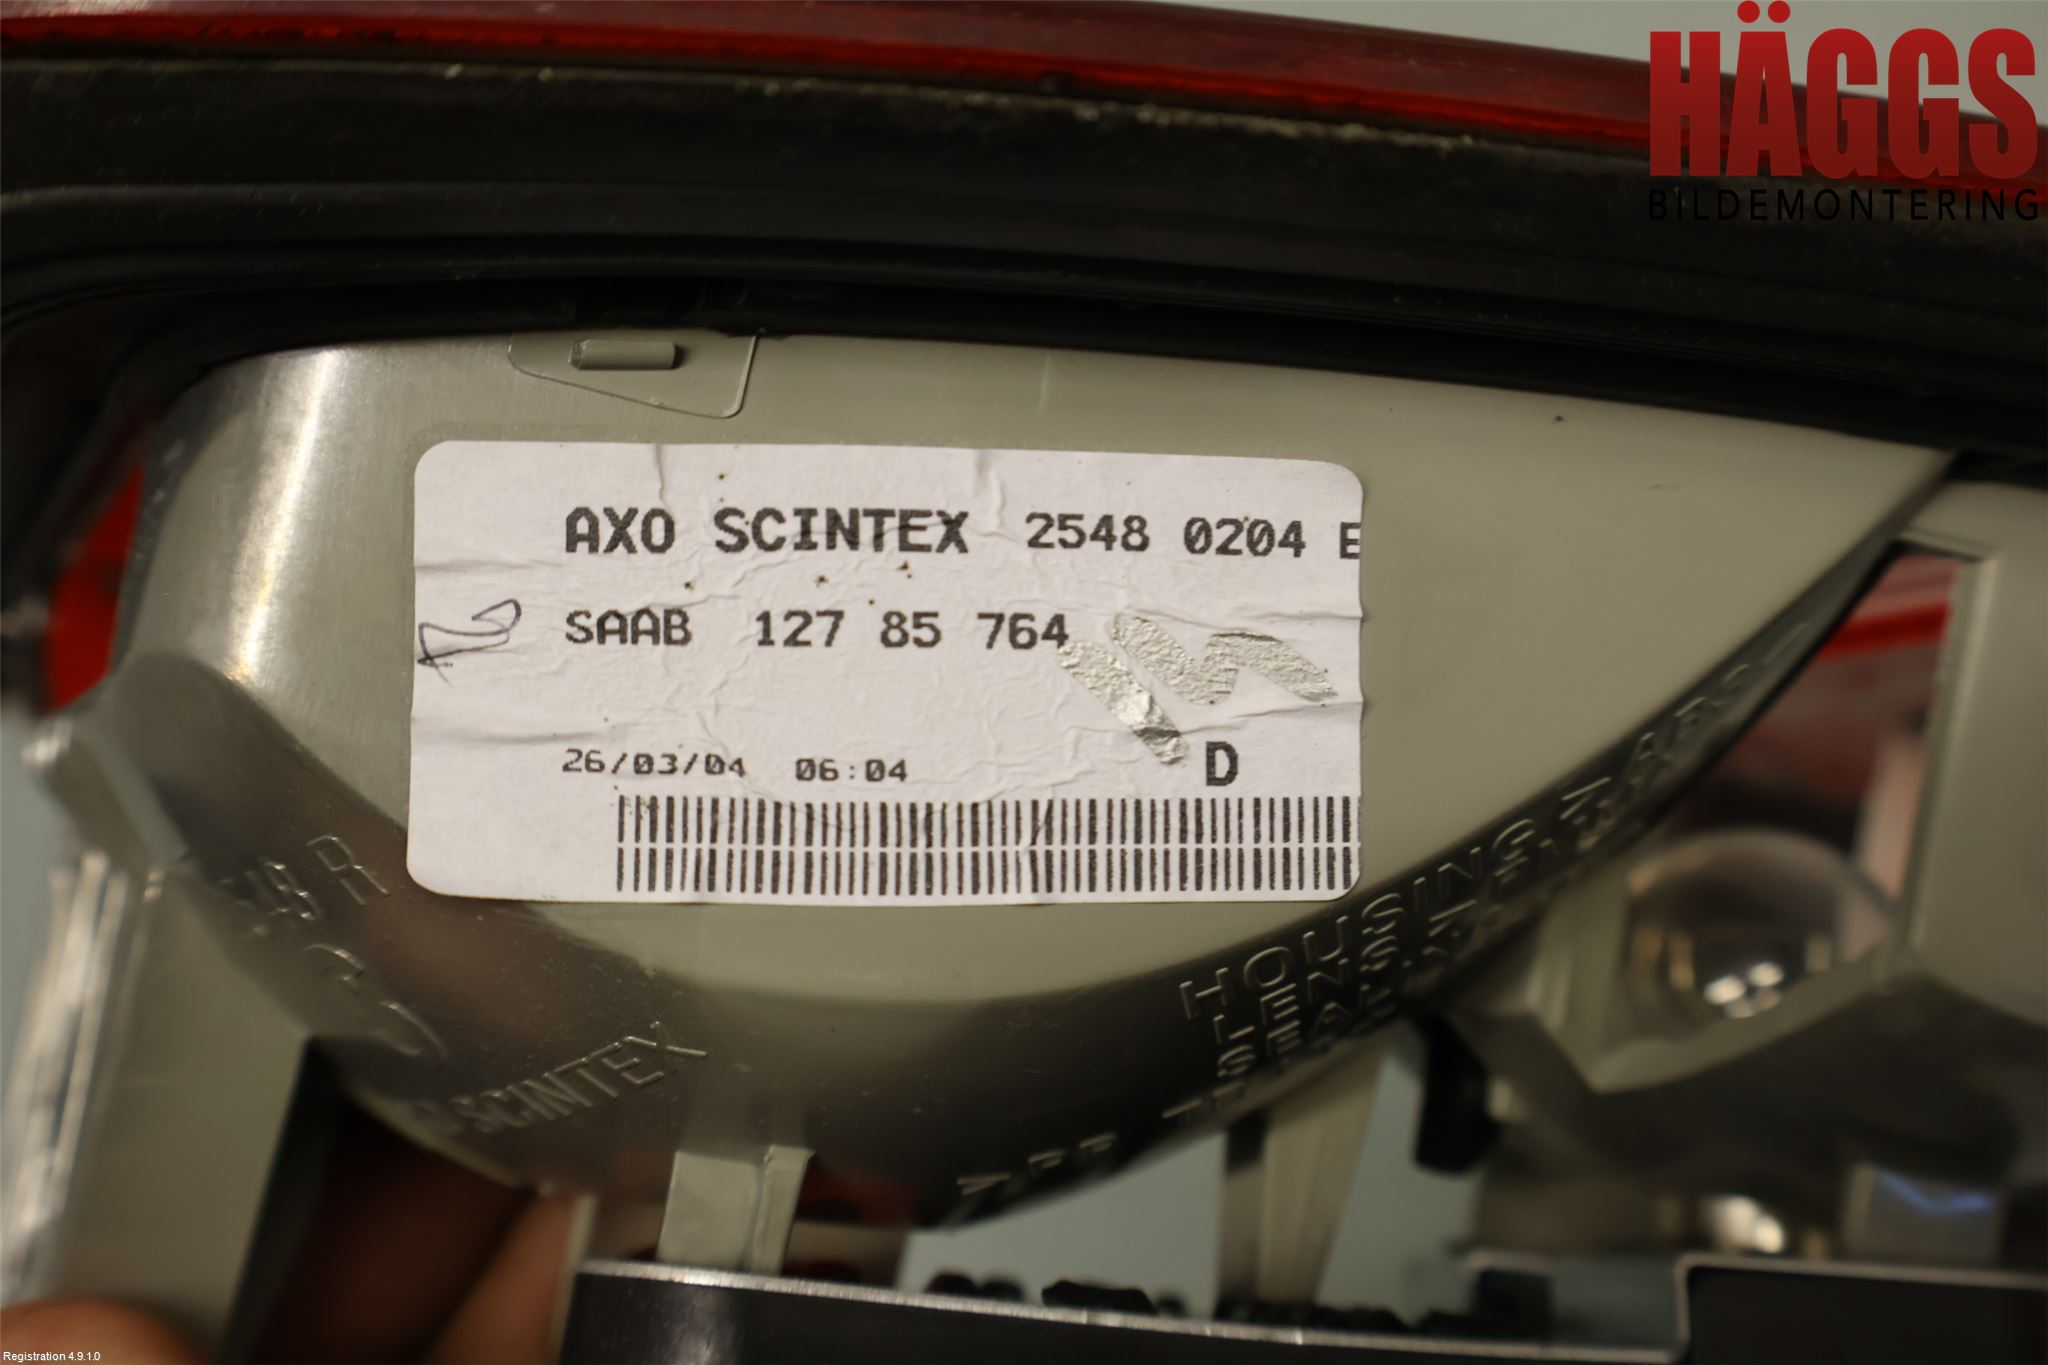 HÄGGS
BILDEMONTERING
AXO SCINTEX 2548 0204 E
SAAB 127 85 764
26/03/04 06:04
D
R
SCINTEX
HOUSING
Registration 4.9.1.0